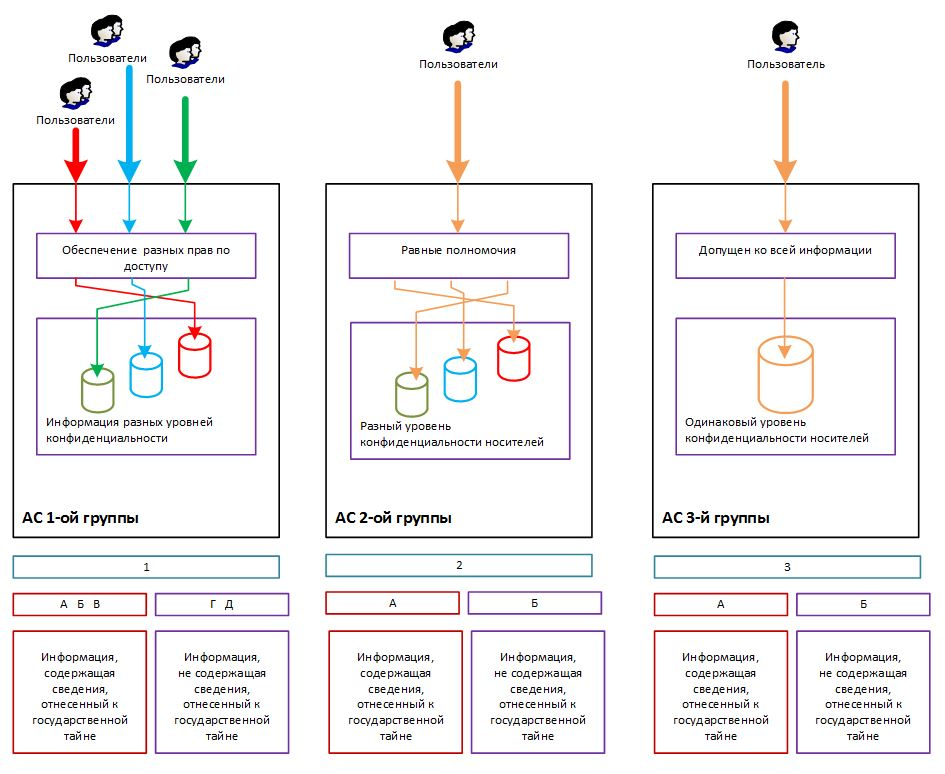 Пользователи
Пользователи
Пользователи
Обеспечение разных прав по
доступу
Информация разных уровней
конфиденциальности
АС 1-ой группы
1
А Б В
Г Д
Информация,
содержащая
сведения,
отнесенный к
государственной
тайне
Информация,
не содержащая
сведения,
отнесенный к
государственной
тайне
Пользователи
Равные полномочия
Разный уровень
конфиденциальности носителей
АС 2-ой группы
2
А
Б
Информация,
содержащая
сведения,
отнесенный к
государственной
тайне
Информация,
не содержащая
сведения,
отнесенный к
государственной
тайне
Пользователь
Допущен ко всей информации
Одинаковый уровень
конфиденциальности носителей
АС 3-й группы
3
А
Б
Информация,
содержащая
сведения,
отнесенный к
государственной
тайне
Информация,
не содержащая
сведения,
отнесенный к
государственной
тайне